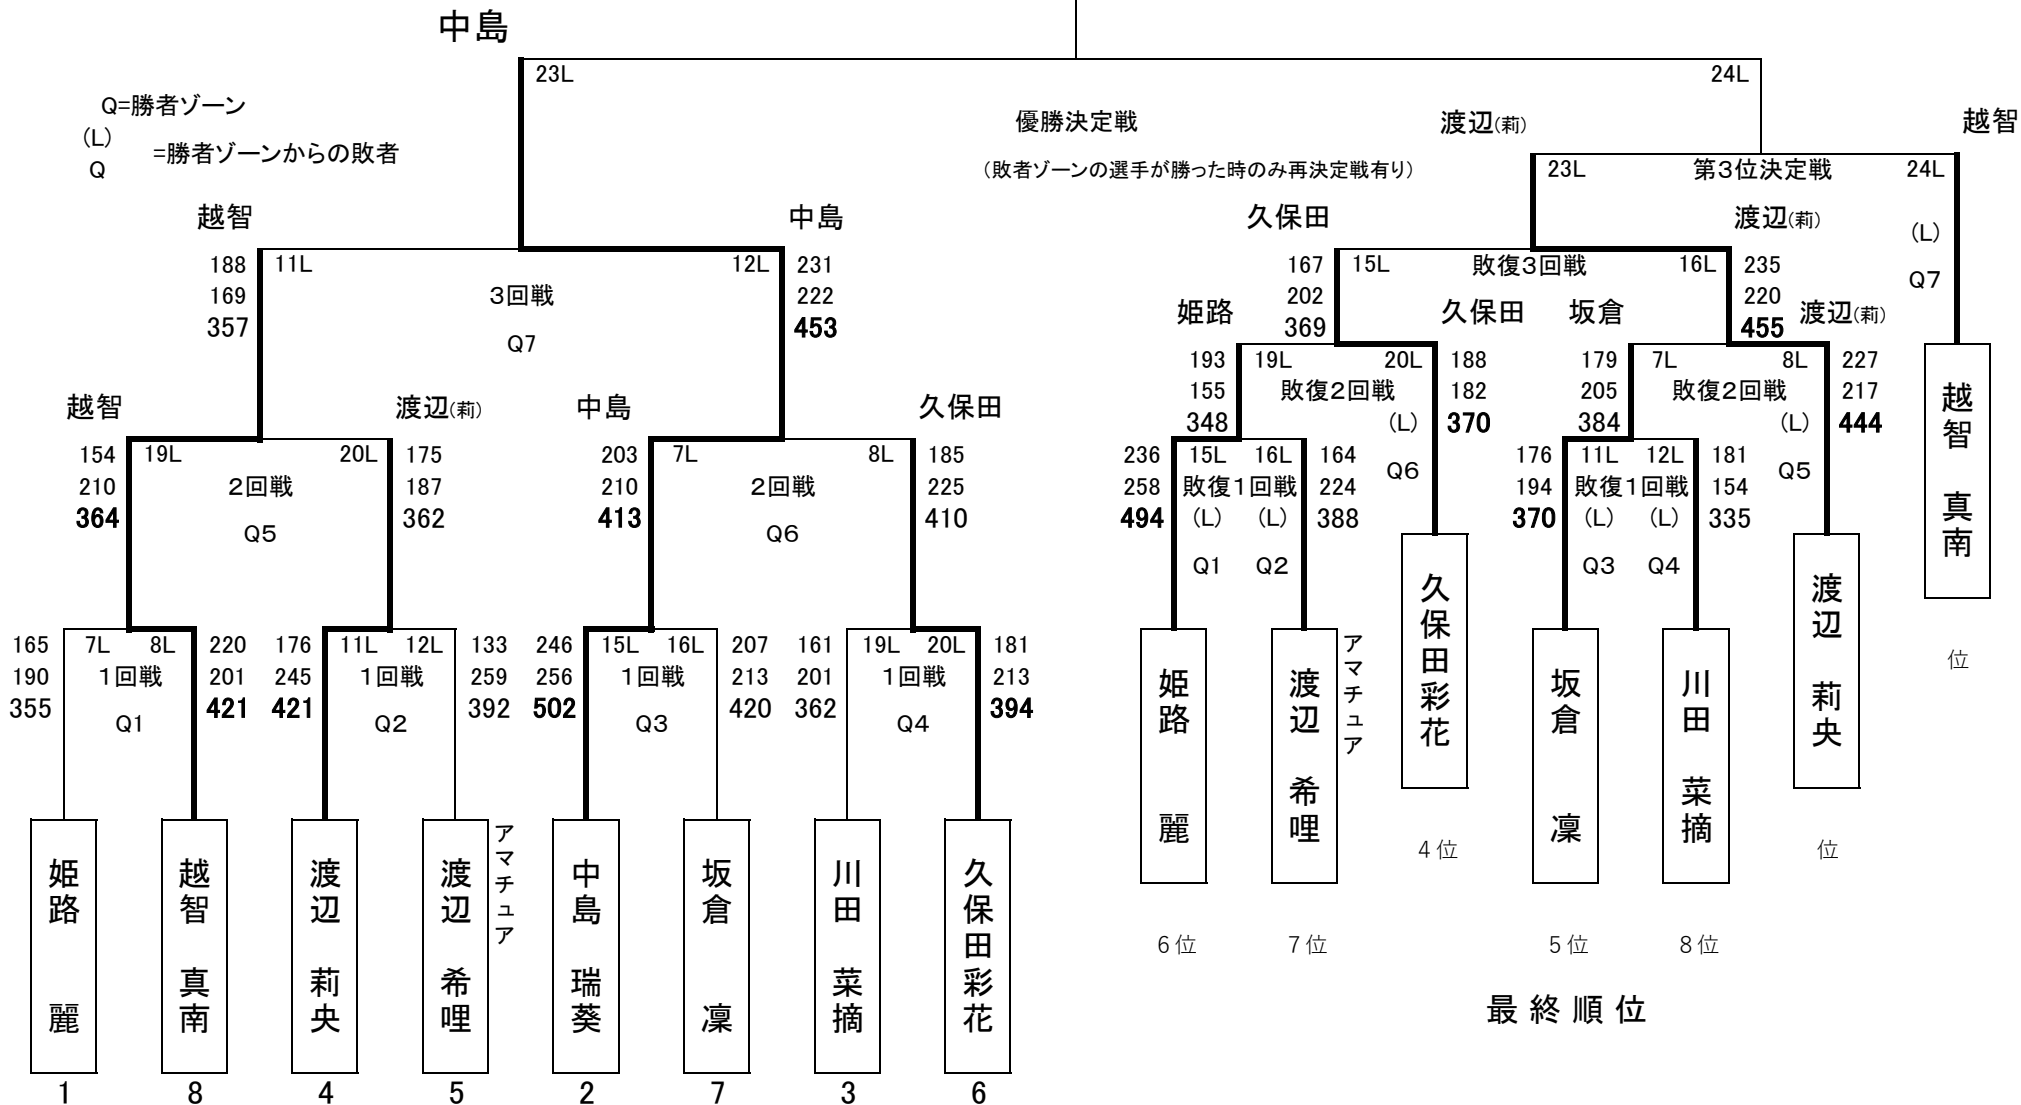 中島
23L
24L
Q=勝者ゾーン
(L)
Q
=勝者ゾーンからの敗者
優勝決定戦
(敗者ゾーンの選手が勝った時のみ再決定戦有り)
渡辺(莉)
越智
23L
第3位決定戦
24L
(L)
Q7
越智
中島
188
169
357
11L
12L
3回戦
Q7
231
222
453
久保田
渡辺(莉)
167
202
369
15L
敗復3回戦
16L
235
220
455
越智
渡辺(莉)
中島
久保田
154
210
364
19L
20L
2回戦
Q5
175
187
362
203
210
413
7L
8L
2回戦
Q6
185
225
410
姫路
久保田
坂倉
渡辺(莉)
193
155
348
19L
20L
敗復2回戦
(L)
Q6
188
182
370
179
205
384
7L
8L
敗復2回戦
(L)
Q5
227
217
444
236
258
494
15L
16L
敗復1回戦
(L)
(L)
Q1
Q2
164
224
388
176
194
370
11L
12L
敗復1回戦
(L)
(L)
Q3
Q4
181
154
335
165
190
355
7L
8L
1回戦
Q1
220
201
421
176
245
421
11L
12L
1回戦
Q2
133
259
392
246
256
502
15L
16L
1回戦
Q3
207
213
420
161
201
362
19L
20L
1回戦
Q4
181
213
394
姫路 麗
越智 真南
渡辺 莉央
渡辺 希哩
アマチュア
中島 瑞葵
坂倉 凜
川田 菜摘
久保田彩花
1
8
4
5
2
7
3
6
姫路 麗
渡辺 希哩
アマチュア
久保田彩花
坂倉 凜
川田 菜摘
渡辺 莉央
越智 真南
6位
7位
4位
5位
8位
位
位
最終順位